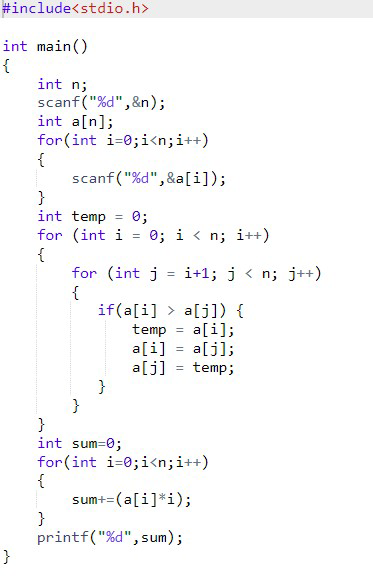 #include<stdio.h>
int main()
{
int n;
scanf("%d",&n);
int a[n];
for(int i=0;i<n;i++)
{
scanf("%d",&a[i]);
}
int temp = 0;
for (int i = 0; i < n; i++)
{
for (int j = i+1; j < n; j++)
{
if(a[i] > a[j]) {
temp = a[i];
a[i] = a[j];
a[j] = temp;
}
}
}
int sum=0;
for(int i=0;i<n;i++)
{
sum+=(a[i]*i);
}
printf("%d",sum);
}